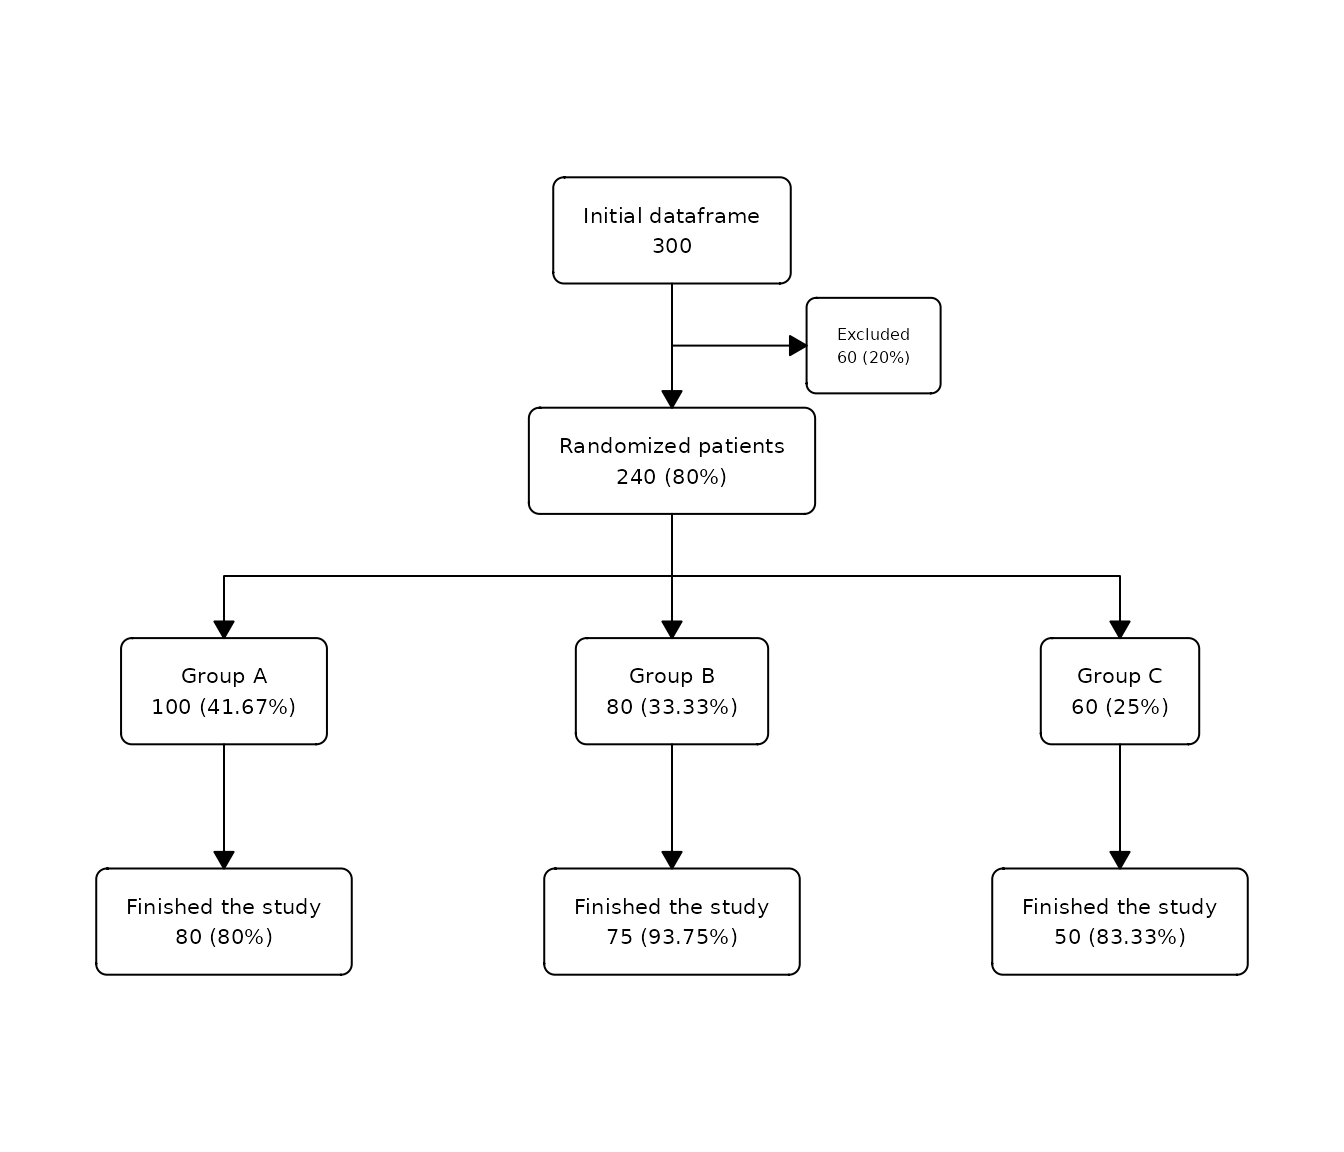 Initial dataframe
300
Excluded
60 (20%)
Randomized patients
240 (80%)
Group A
100 (41.67%)
Group B
80 (33.33%)
Group C
60 (25%)
Finished the study
80 (80%)
Finished the study
75 (93.75%)
Finished the study
50 (83.33%)